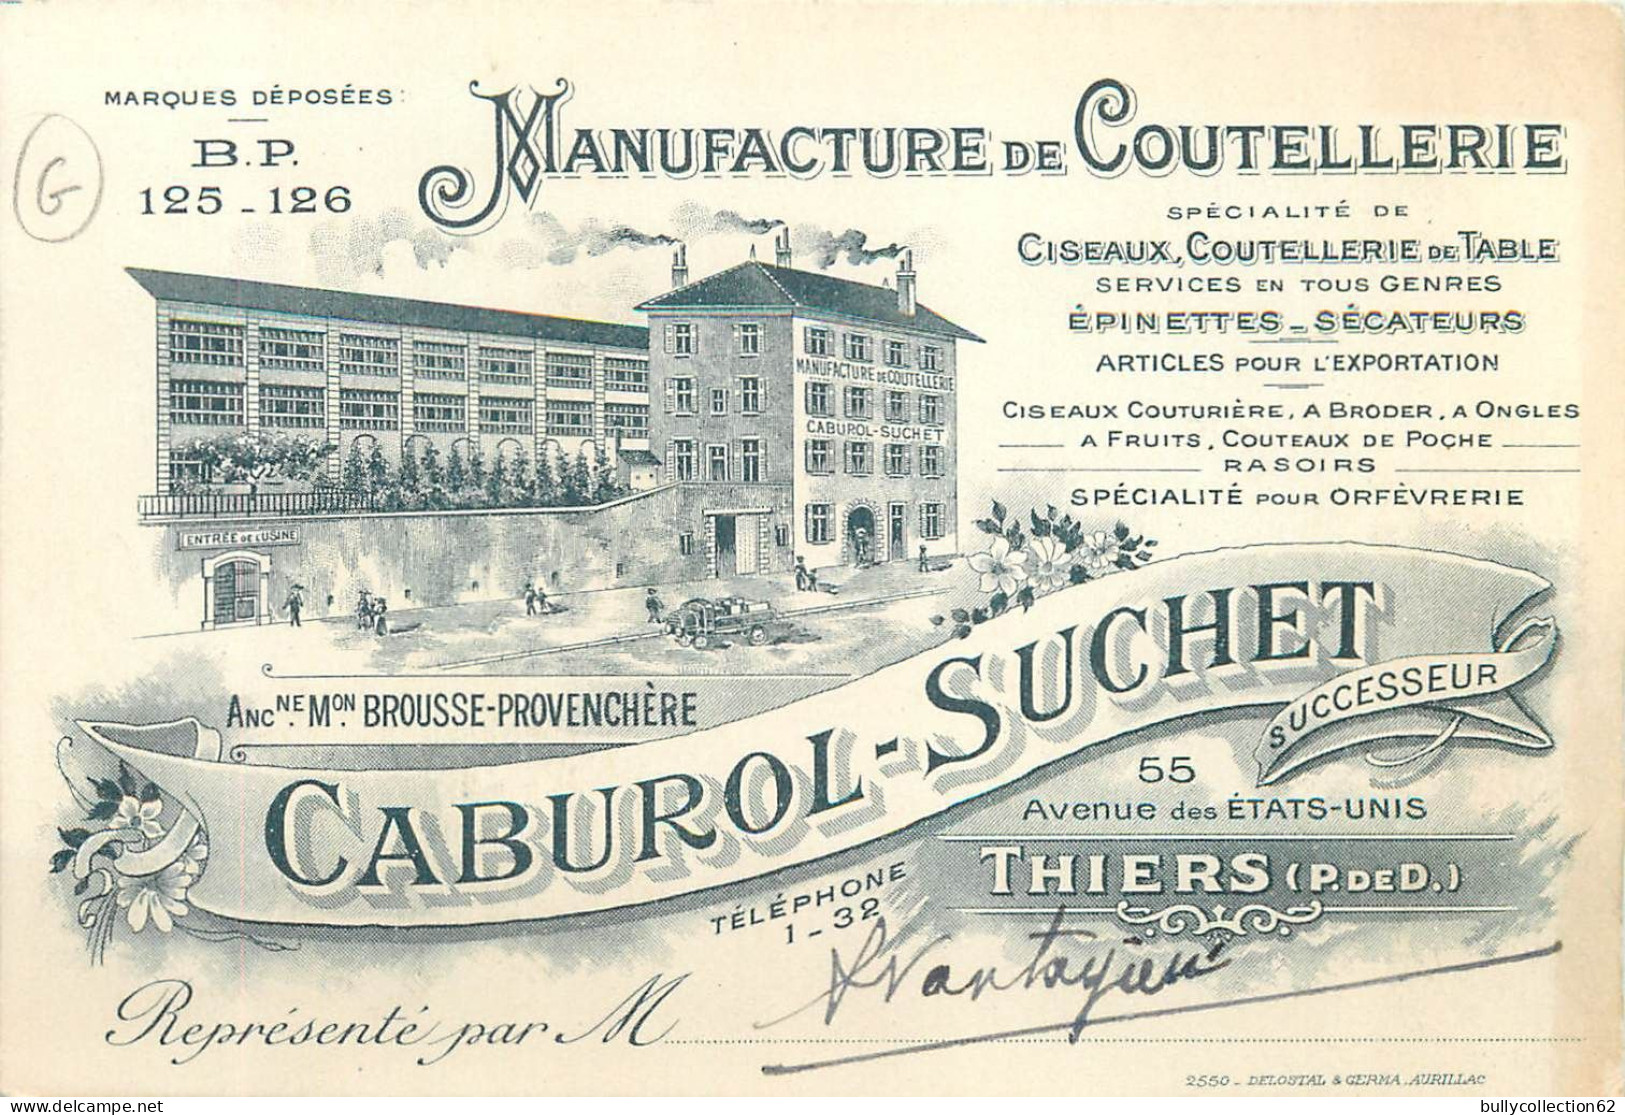 MARQUES DÉPOSÉES:
B.P.
125 - 126
G
MANUFACTURE DE COUTELLERIE
SPÉCIALITÉ DE
CISEAUX, COUTELLERIE DE TABLE
SERVICES EN TOUS GENRES
ÉPINETTES - SÉCATEURS
ARTICLES POUR L'EXPORTATION
CISEAUX COUTURIÈRE, A BRODER, A ONGLES
A FRUITS, COUTEAUX DE POCHE
RASOIRS
SPÉCIALITÉ POUR ORFÈVRERIE
MANUFACTURE DE COUTELLERIE
CABUROL-SUCHET
ENTRÉE DE L'USINE
ANCNE. MON. BROUSSE-PROVENCHÈRE
CABUROL-SUCHET
SUCCESSEUR
55
Avenue des ÉTATS-UNIS
THIERS (P. DE D.)
TÉLÉPHONE
1-32
Représenté par M
2550 - DELOSTAL & GERMA. AURILLAC
bullycollection62